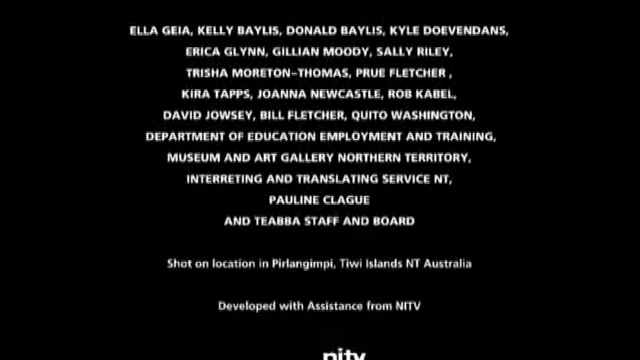 ELLA GEIA, KELLY BAYLIS, DONALD BAYLIS, KYLE DOEVENDANS,
ERICA GLYNN, GILLIAN MOODY, SALLY RILEY,
TRISHA MORETON-THOMAS, PRUE FLETCHER ,
KIRA TAPPS, JOANNA NEWCASTLE, ROB KABEL,
DAVID JOWSEY, BILL FLETCHER, QUITO WASHINGTON,
DEPARTMENT OF EDUCATION EMPLOYMENT AND TRAINING,
MUSEUM AND ART GALLERY NORTHERN TERRITORY,
INTERRETING AND TRANSLATING SERVICE NT,
PAULINE CLAGUE
AND TEABBA STAFF AND BOARD
Shot on location in Pirlangimpi, Tiwi Islands NT Australia
Developed with Assistance from NITV
nitv